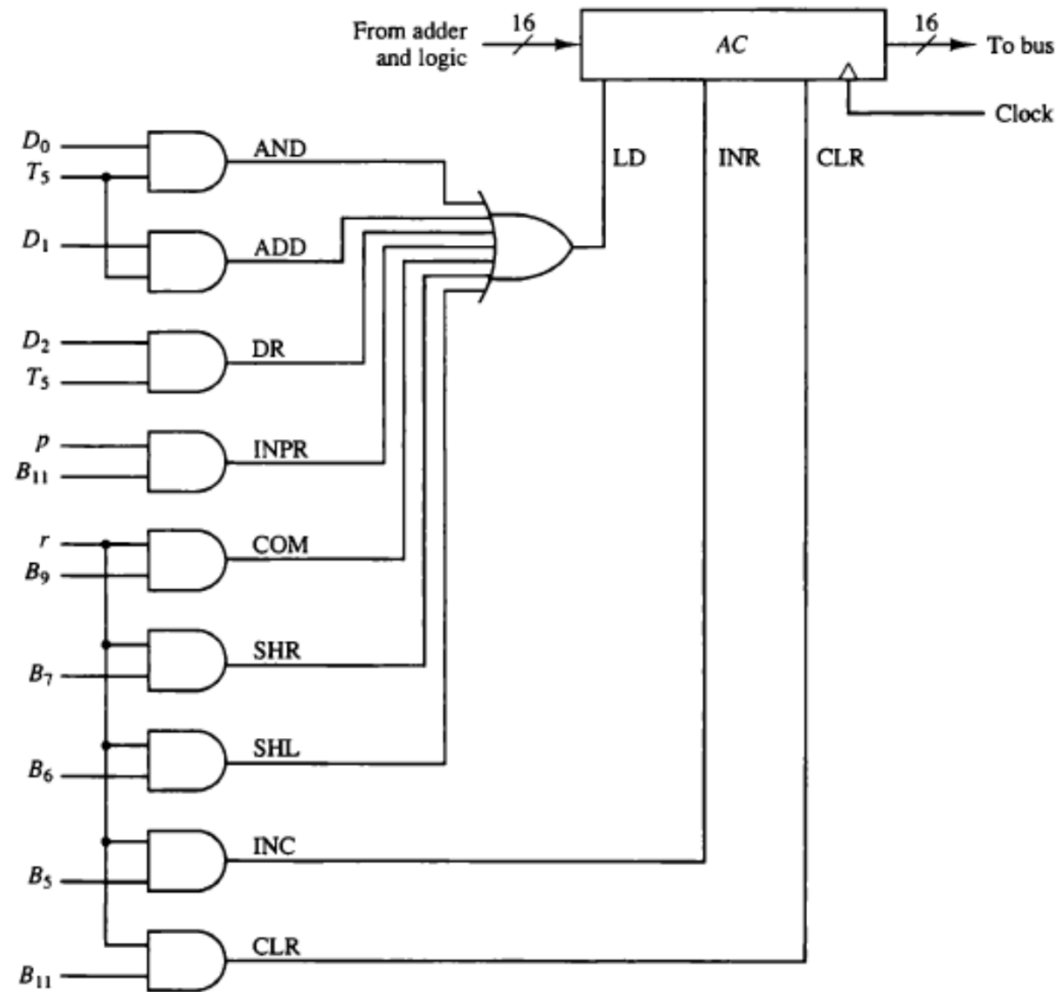 From adder
and logic
16
AC
16
To bus
Clock
LD
INR
CLR
D₀
T₅
AND
D₁
ADD
D₂
T₅
DR
p
B₁₁
INPR
r
B₉
COM
B₇
SHR
B₆
SHL
B₅
INC
B₁₁
CLR